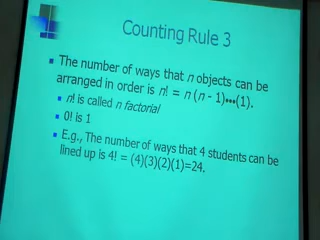 Counting Rule 3
The number of ways that n objects can be
arranged in order is n! = n (n - 1)•••(1).
n! is called n factorial
0! is 1
E.g., The number of ways that 4 students can be
lined up is 4! = (4)(3)(2)(1)=24.